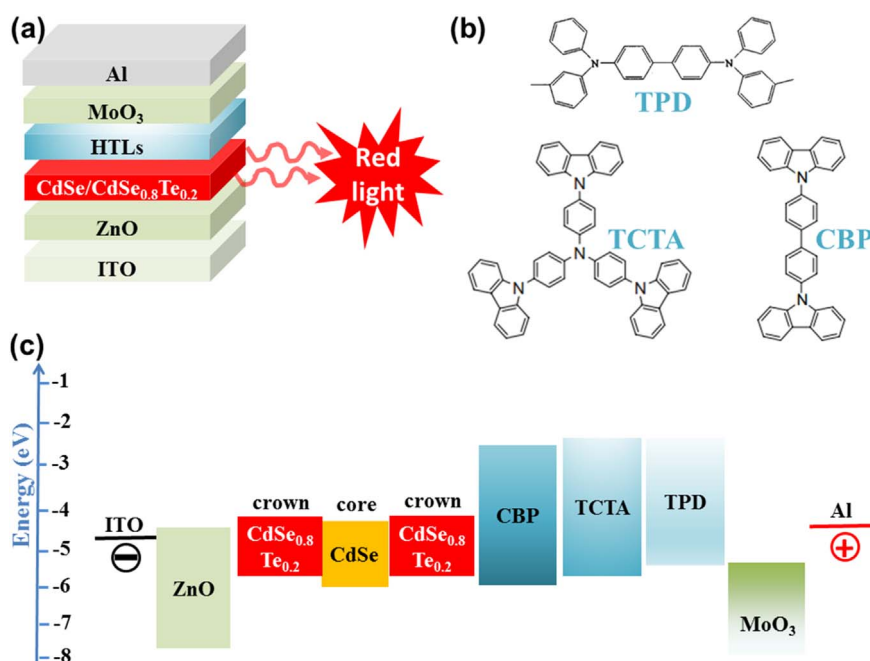 (a)
Al
MoO₃
HTLs
CdSe/CdSe₀.₈Te₀.₂
ZnO
ITO
Red
light
(b)
N
N
TPD
N
N
TCTA
N
N
N
CBP
N
(c)
Energy (eV)
-1
-2
-3
-4
-5
-6
-7
-8
ITO
ZnO
crown
CdSe₀.₈
Te₀.₂
core
CdSe
crown
CdSe₀.₈
Te₀.₂
CBP
TCTA
TPD
MoO₃
Al